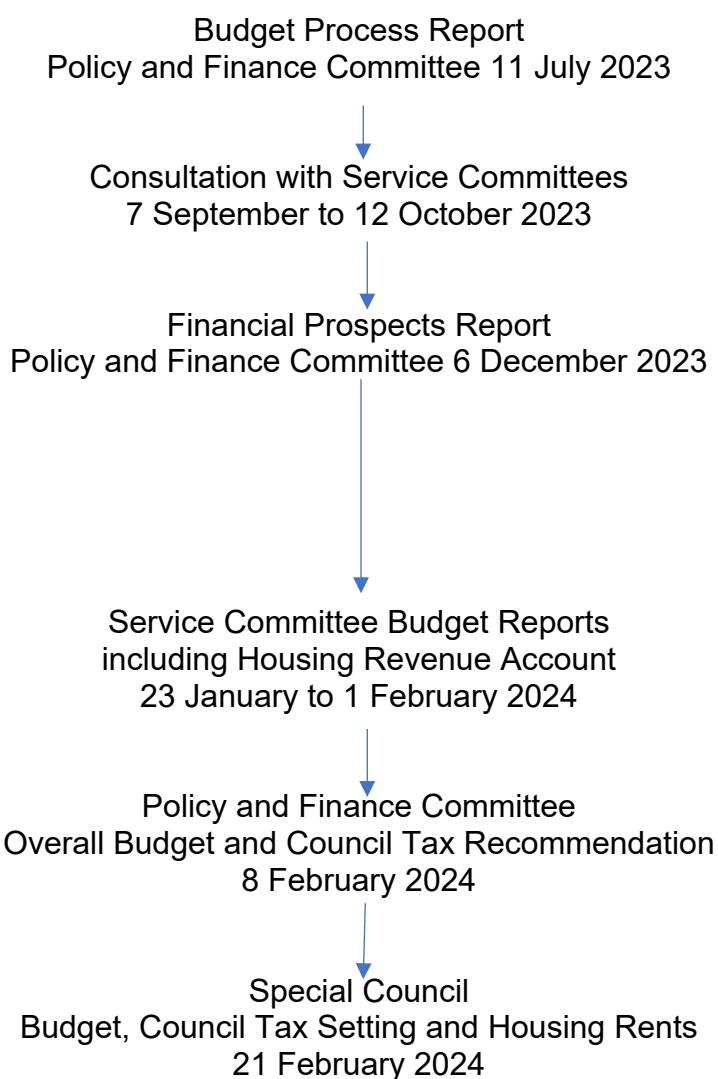 Budget Process Report
Policy and Finance Committee 11 July 2023
Consultation with Service Committees
7 September to 12 October 2023
Financial Prospects Report
Policy and Finance Committee 6 December 2023
Service Committee Budget Reports
including Housing Revenue Account
23 January to 1 February 2024
Policy and Finance Committee
Overall Budget and Council Tax Recommendation
8 February 2024
Special Council
Budget, Council Tax Setting and Housing Rents
21 February 2024